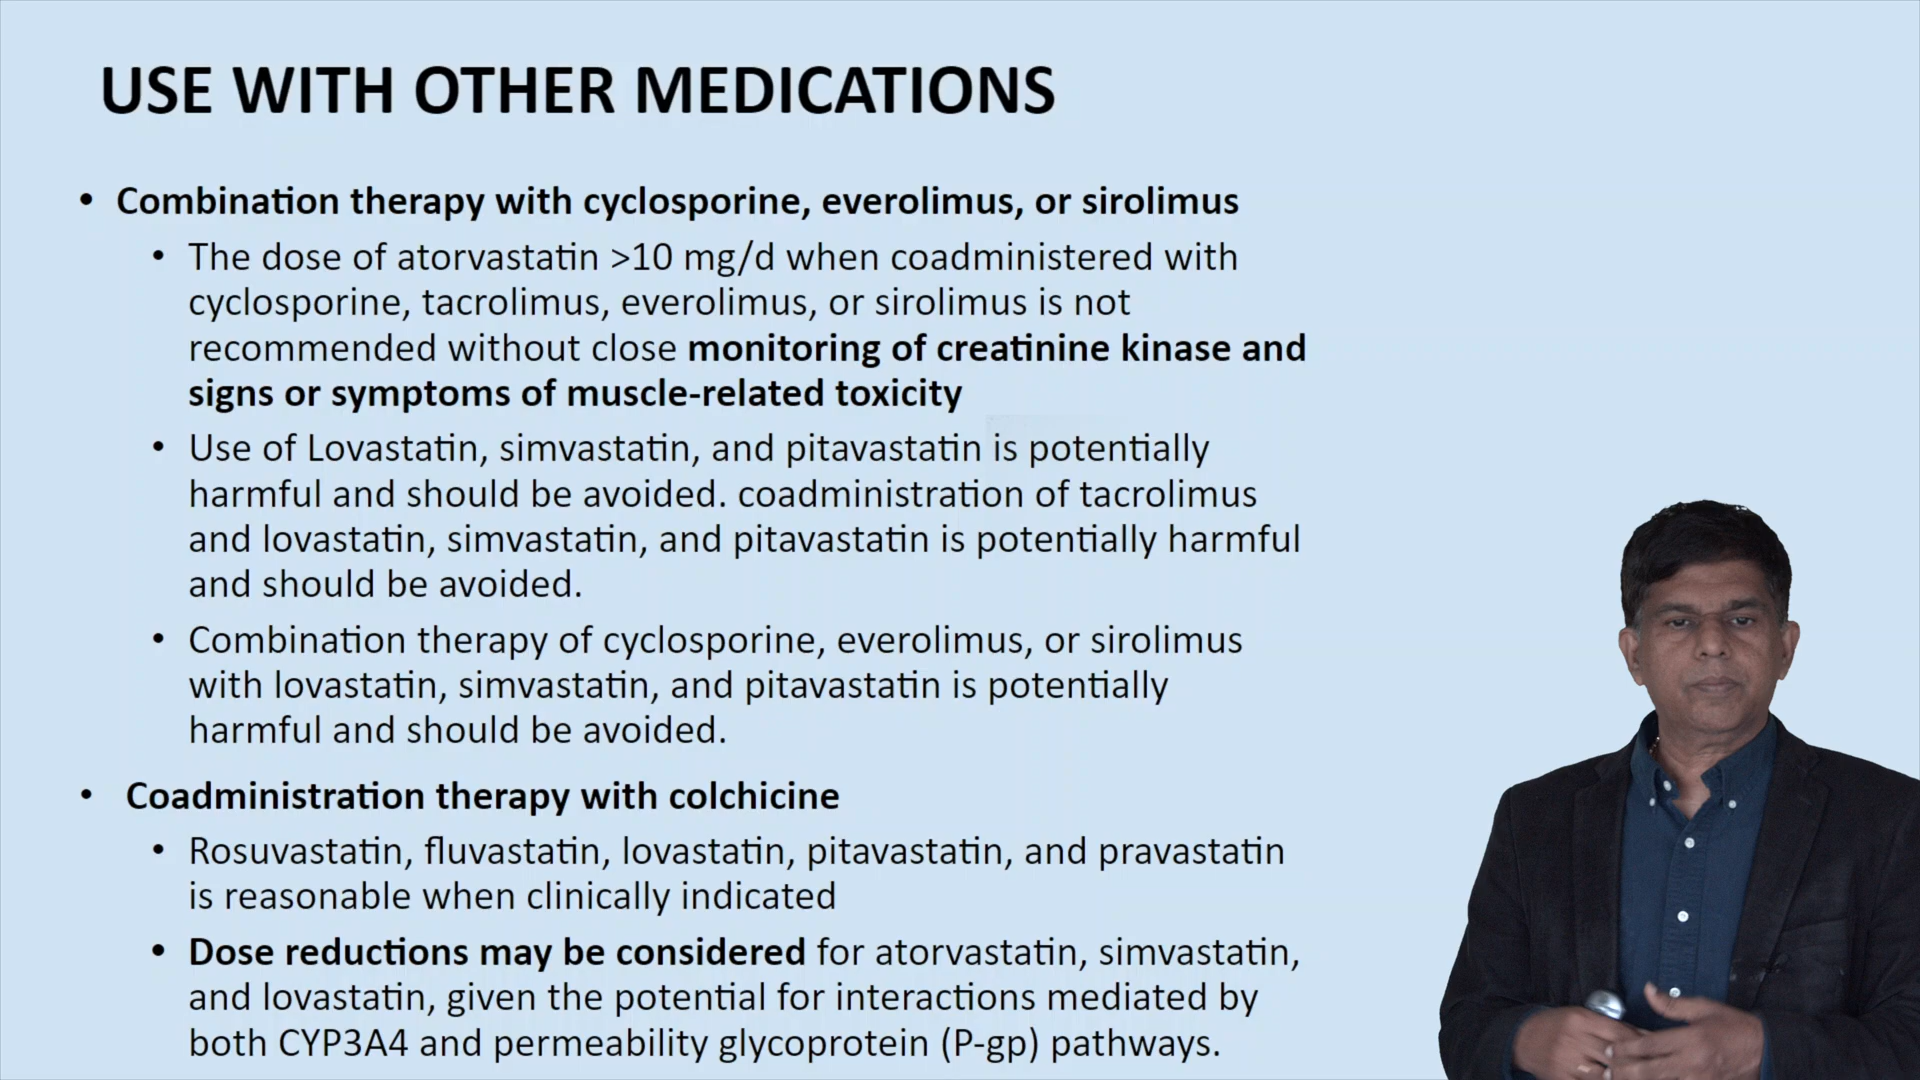 USE WITH OTHER MEDICATIONS
• Combination therapy with cyclosporine, everolimus, or sirolimus
• The dose of atorvastatin >10 mg/d when coadministered with
cyclosporine, tacrolimus, everolimus, or sirolimus is not
recommended without close monitoring of creatinine kinase and
signs or symptoms of muscle-related toxicity
• Use of Lovastatin, simvastatin, and pitavastatin is potentially
harmful and should be avoided. coadministration of tacrolimus
and lovastatin, simvastatin, and pitavastatin is potentially harmful
and should be avoided.
• Combination therapy of cyclosporine, everolimus, or sirolimus
with lovastatin, simvastatin, and pitavastatin is potentially
harmful and should be avoided.
• Coadministration therapy with colchicine
• Rosuvastatin, fluvastatin, lovastatin, pitavastatin, and pravastatin
is reasonable when clinically indicated
• Dose reductions may be considered for atorvastatin, simvastatin,
and lovastatin, given the potential for interactions mediated by
both CYP3A4 and permeability glycoprotein (P-gp) pathways.